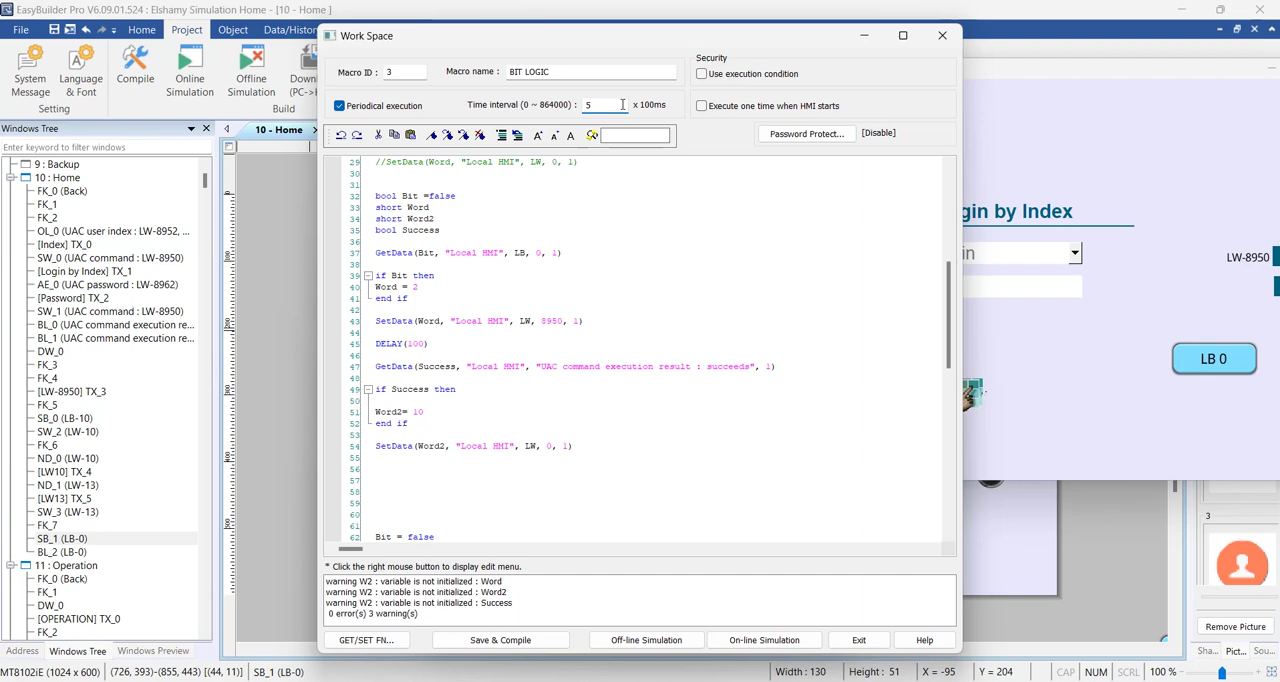 EasyBuilder Pro V6.09.01.524 : Elshamy Simulation Home - [10 - Home ]
File Home Project Object Data/Histor
System Message
Language & Font
Compile
Online Simulation
Offline Simulation
Down (PC->
Setting
Build
Windows Tree
10 - Home
Enter keyword to filter windows
9 : Backup
10 : Home
FK_0 (Back)
FK_1
FK_2
OL_0 (UAC user index : LW-8952, ...
[Index] TX_0
SW_0 (UAC command : LW-8950)
[Login by Index] TX_1
AE_0 (UAC password : LW-8962)
[Password] TX_2
SW_1 (UAC command : LW-8950)
BL_0 (UAC command execution re...
BL_1 (UAC command execution re...
DW_0
FK_3
FK_4
[LW-8950] TX_3
FK_5
SB_0 (LB-10)
SW_2 (LW-10)
FK_6
ND_0 (LW-10)
[LW10] TX_4
ND_1 (LW-13)
[LW13] TX_5
SW_3 (LW-13)
FK_7
SB_1 (LB-0)
BL_2 (LB-0)
11 : Operation
FK_0 (Back)
FK_1
DW_0
[OPERATION] TX_0
FK_2
Address Windows Tree Windows Preview
Work Space
Macro ID : 3 Macro name : BIT LOGIC
Security
Use execution condition
Periodical execution Time interval (0 ~ 864000) : 5 x 100ms
Execute one time when HMI starts
Password Protect... [Disable]
29 //SetData(Word, "Local HMI", LW, 0, 1)
30
31
32 bool Bit =false
33 short Word
34 short Word2
35 bool Success
36
37 GetData(Bit, "Local HMI", LB, 0, 1)
38
39 if Bit then
40 Word = 2
41 end if
42
43 SetData(Word, "Local HMI", LW, 8950, 1)
44
45 DELAY(100)
46
47 GetData(Success, "Local HMI", "UAC command execution result : succeeds", 1)
48
49 if Success then
50
51 Word2= 10
52 end if
53
54 SetData(Word2, "Local HMI", LW, 0, 1)
55
56
57
58
59
60
61
62 Bit = false
* Click the right mouse button to display edit menu.
warning W2 : variable is not initialized : Word
warning W2 : variable is not initialized : Word2
warning W2 : variable is not initialized : Success
0 error(s) 3 warning(s)
GET/SET FN... Save & Compile Off-line Simulation On-line Simulation Exit Help
gin by Index
in
LW-8950
LB 0
3
Remove Picture
Sha... Pict... Sou...
MT8102iE (1024 x 600) (726, 393)-(855, 443) [(44, 11)] SB_1 (LB-0) Width : 130 Height : 51 X = -95 Y = 204 CAP NUM SCRL 100 %